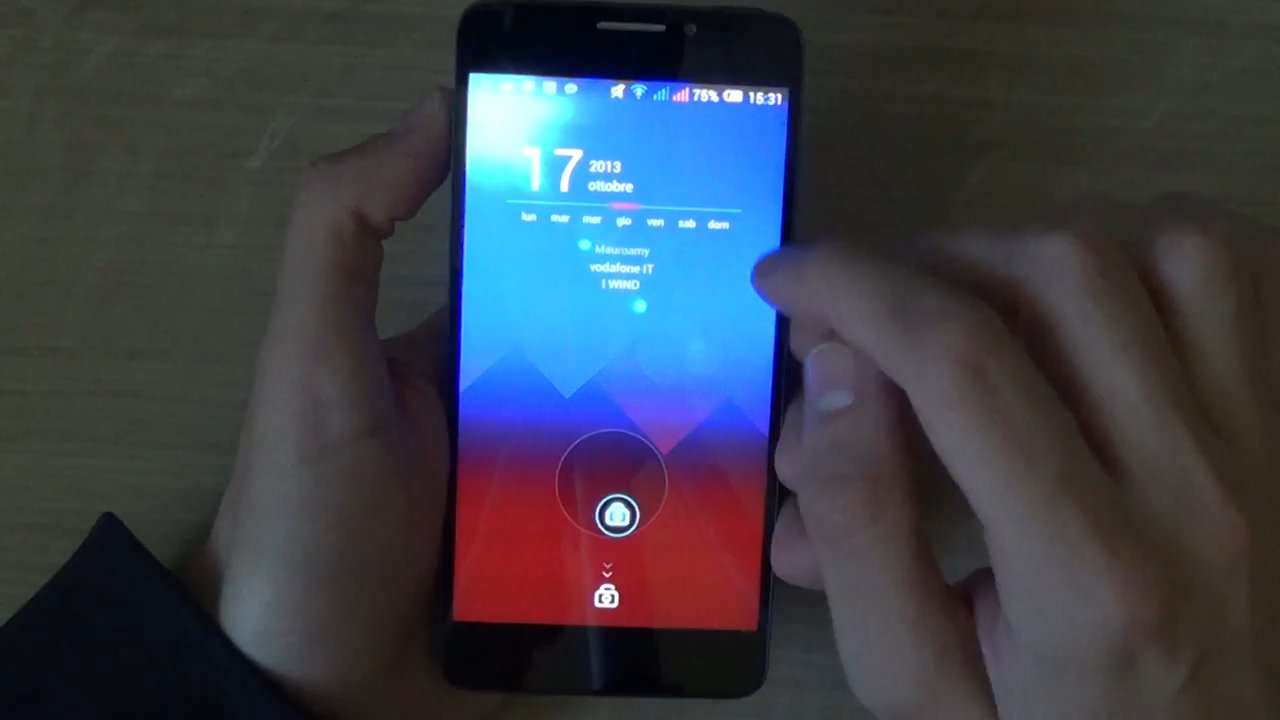 75% 15:31
17 2013
ottobre
lun mar mer gio ven sab dom
Mauroamy
vodafone IT
I WIND